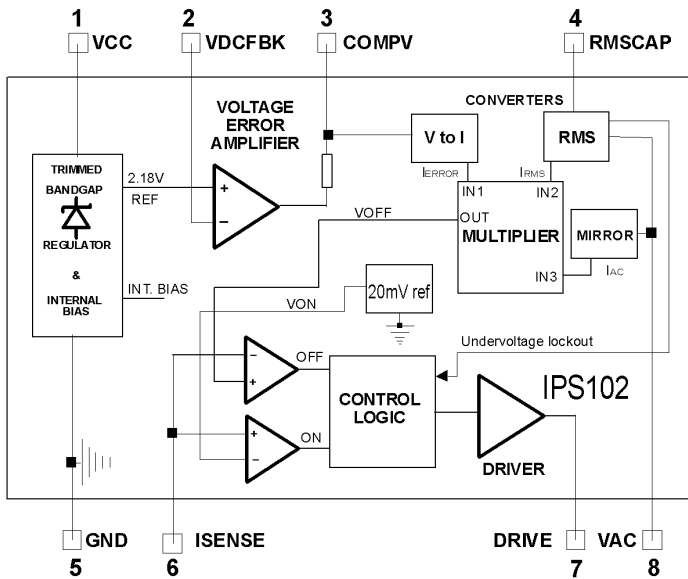 1 2 3 4
VCC VDCFBK COMPV RMSCAP
VOLTAGE
ERROR
AMPLIFIER
CONVERTERS
V to I
RMS
TRIMMED
BANDGAP
REGULATOR
&
INTERNAL
BIAS
2.18V
REF
+
−
IERROR
IRMS
IN1 IN2
OUT
MULTIPLIER
IN3
MIRROR
IAC
VOFF
INT. BIAS
VON
20mV ref
Undervoltage lockout
−
+
OFF
CONTROL
LOGIC
IPS102
+
−
ON
DRIVER
GND ISENSE DRIVE VAC
5 6 7 8